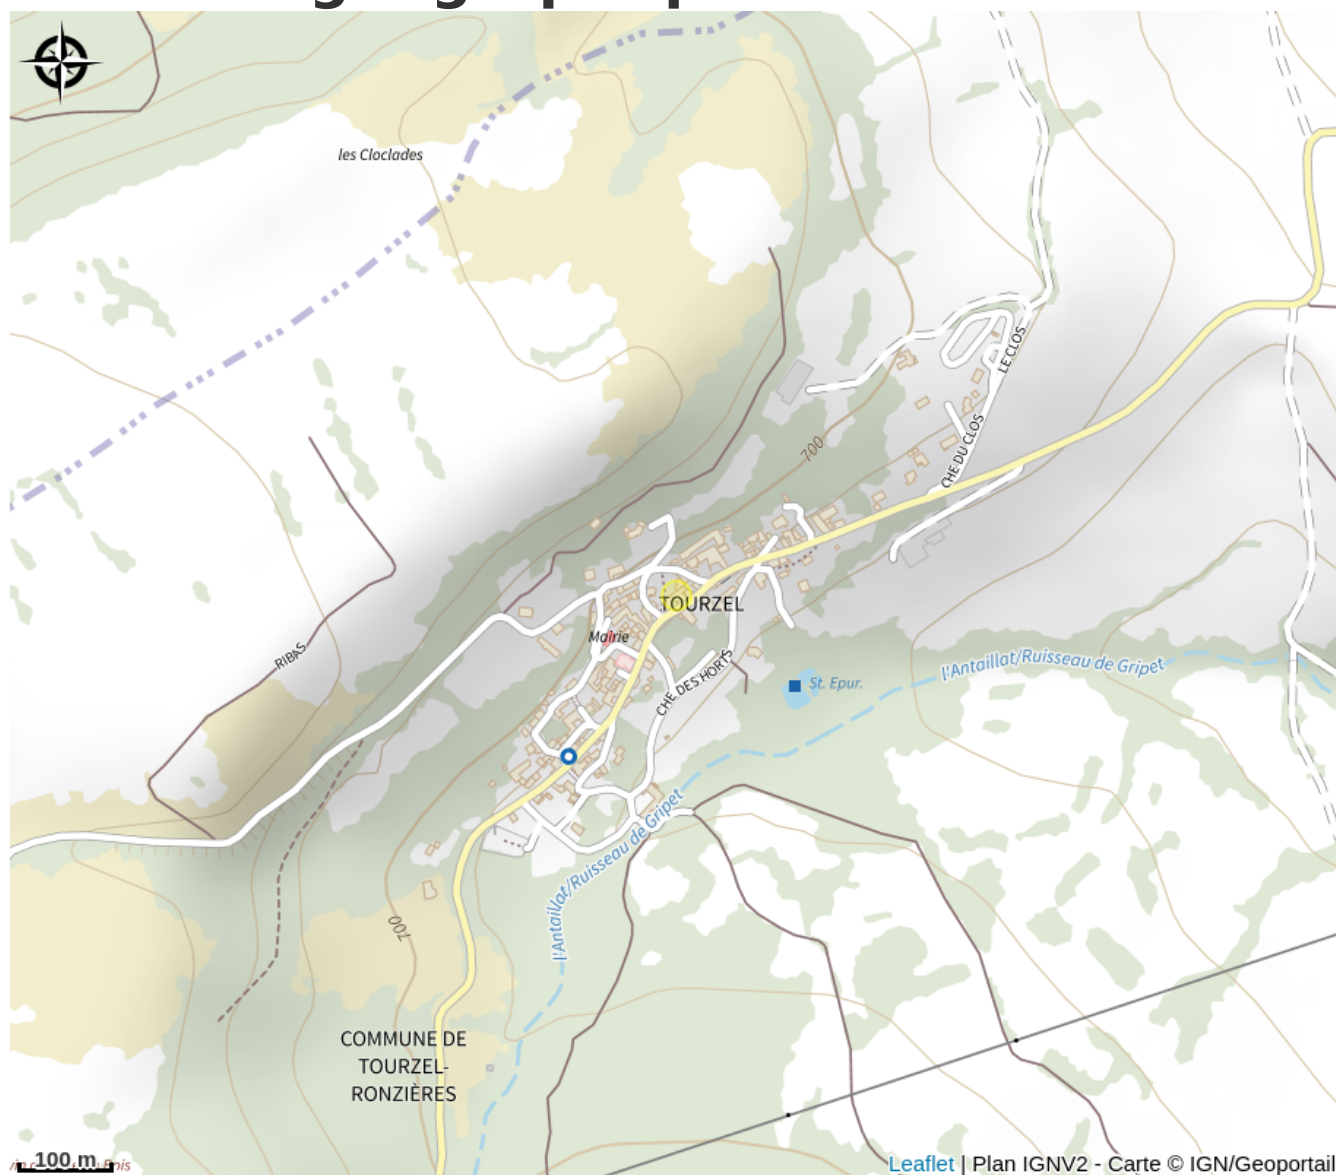 les Cloclades
LE CLOS
CHE DU CLOS
700
TOURZEL
Mairie
RIBAS
CHE DES HORTS
St. Epur.
l'Antaillat/Ruisseau de Gripet
l'Antaillat/Ruisseau de Gripet
700
COMMUNE DE
TOURZEL-
RONZIÈRES
100 m
Leaflet | Plan IGNV2 - Carte © IGN/Geoportail